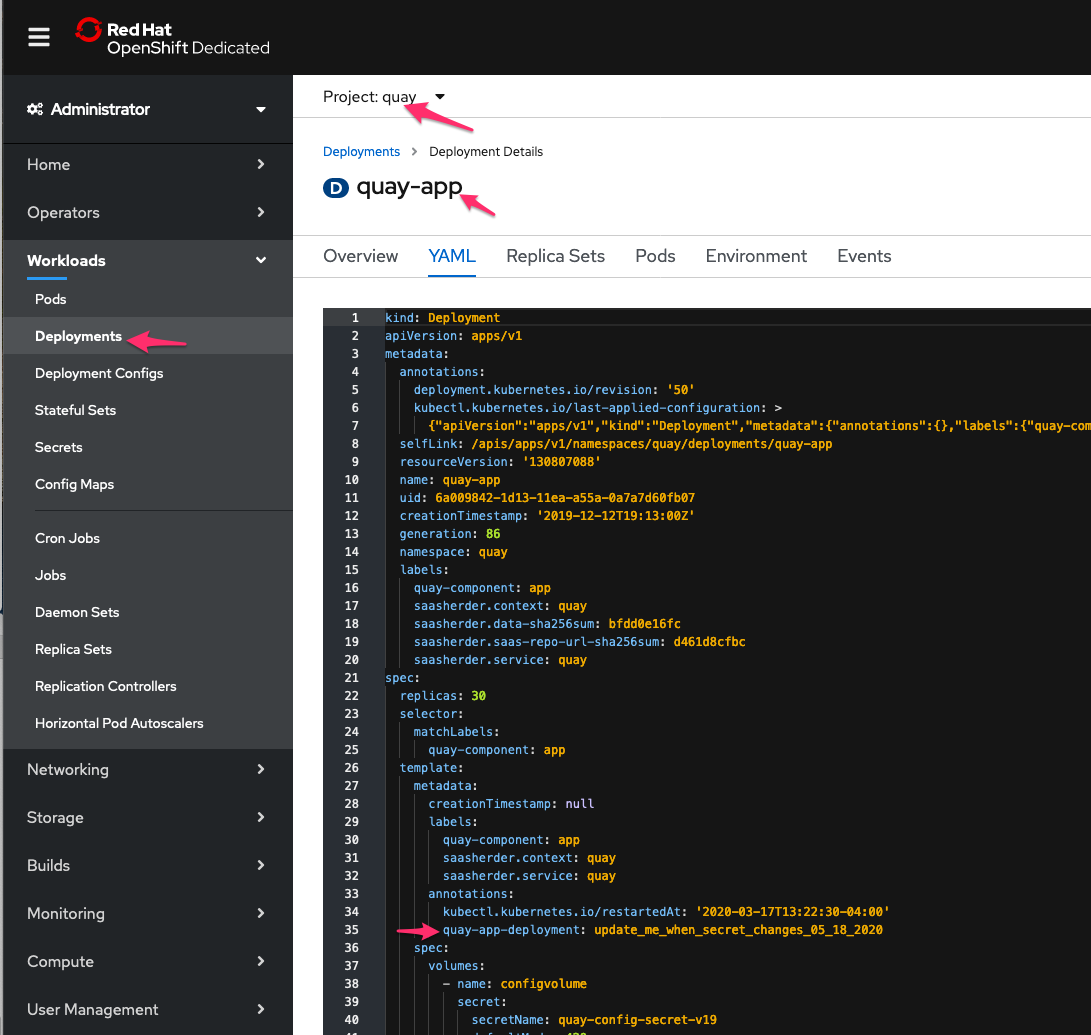 Red Hat
OpenShift Dedicated
Administrator
Home
Operators
Workloads
Pods
Deployments
Deployment Configs
Stateful Sets
Secrets
Config Maps
Cron Jobs
Jobs
Daemon Sets
Replica Sets
Replication Controllers
Horizontal Pod Autoscalers
Networking
Storage
Builds
Monitoring
Compute
User Management
Project: quay
Deployments > Deployment Details
D quay-app
Overview YAML Replica Sets Pods Environment Events
1 kind: Deployment
2 apiVersion: apps/v1
3 metadata:
4 annotations:
5 deployment.kubernetes.io/revision: '50'
6 kubectl.kubernetes.io/last-applied-configuration: >
7 {"apiVersion":"apps/v1","kind":"Deployment","metadata":{"annotations":{},"labels":{"quay-com
8 selfLink: /apis/apps/v1/namespaces/quay/deployments/quay-app
9 resourceVersion: '130807088'
10 name: quay-app
11 uid: 6a009842-1d13-11ea-a55a-0a7a7d60fb07
12 creationTimestamp: '2019-12-12T19:13:00Z'
13 generation: 86
14 namespace: quay
15 labels:
16 quay-component: app
17 saasherder.context: quay
18 saasherder.data-sha256sum: bfdd0e16fc
19 saasherder.saas-repo-url-sha256sum: d461d8cfbc
20 saasherder.service: quay
21 spec:
22 replicas: 30
23 selector:
24 matchLabels:
25 quay-component: app
26 template:
27 metadata:
28 creationTimestamp: null
29 labels:
30 quay-component: app
31 saasherder.context: quay
32 saasherder.service: quay
33 annotations:
34 kubectl.kubernetes.io/restartedAt: '2020-03-17T13:22:30-04:00'
35 quay-app-deployment: update_me_when_secret_changes_05_18_2020
36 spec:
37 volumes:
38 - name: configvolume
39 secret:
40 secretName: quay-config-secret-v19